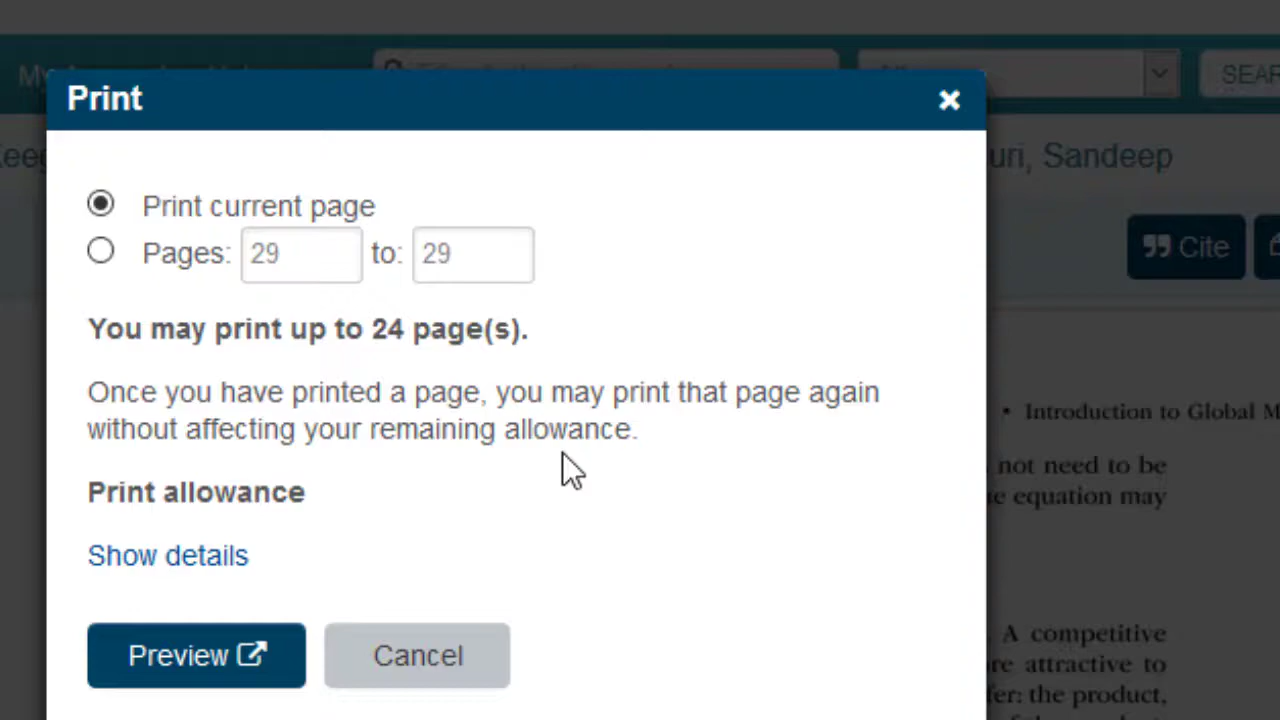 My
SEAR
Print
Keeg
uri, Sandeep
Print current page
Pages: 29 to: 29
Cite
You may print up to 24 page(s).
Once you have printed a page, you may print that page again
without affecting your remaining allowance.
• Introduction to Global M
not need to be
equation may
Print allowance
Show details
Preview
Cancel
. A competitive
attractive to
fer: the product,